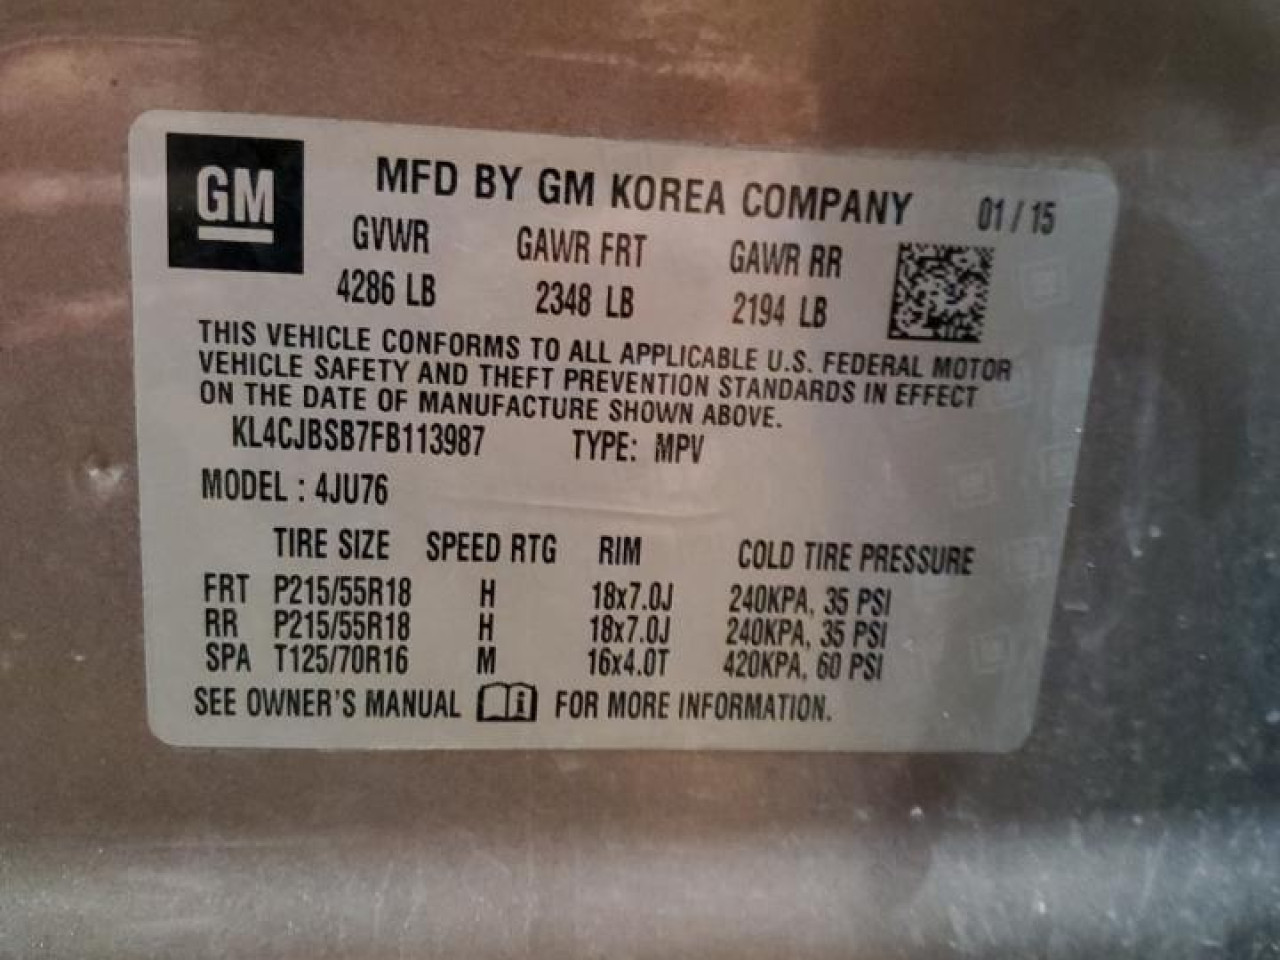 GM
MFD BY GM KOREA COMPANY 01/15
GVWR GAWR FRT GAWR RR
4286 LB 2348 LB 2194 LB
THIS VEHICLE CONFORMS TO ALL APPLICABLE U.S. FEDERAL MOTOR
VEHICLE SAFETY AND THEFT PREVENTION STANDARDS IN EFFECT
ON THE DATE OF MANUFACTURE SHOWN ABOVE.
KL4CJBSB7FB113987 TYPE: MPV
MODEL : 4JU76
TIRE SIZE SPEED RTG RIM COLD TIRE PRESSURE
FRT P215/55R18 H 18x7.0J 240KPA, 35 PSI
RR P215/55R18 H 18x7.0J 240KPA, 35 PSI
SPA T125/70R16 M 16x4.0T 420KPA, 60 PSI
SEE OWNER'S MANUAL i FOR MORE INFORMATION.